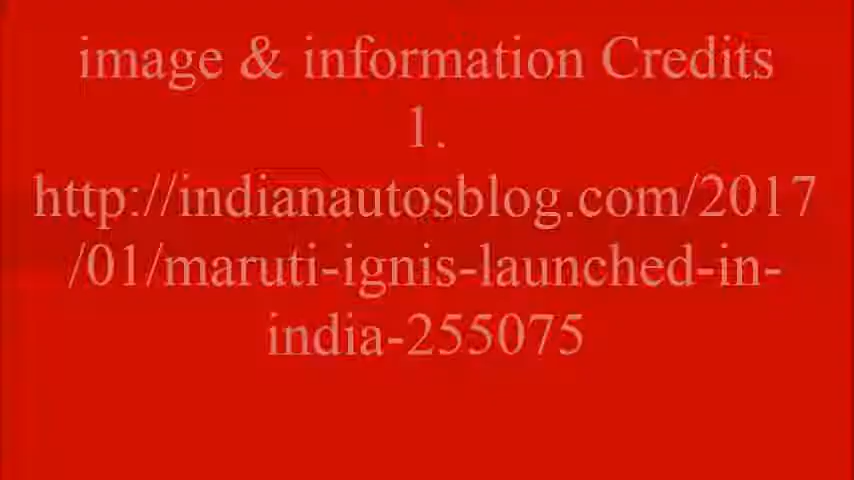 image & information Credits
1.
http://indianautosblog.com/2017
/01/maruti-ignis-launched-in-
india-255075